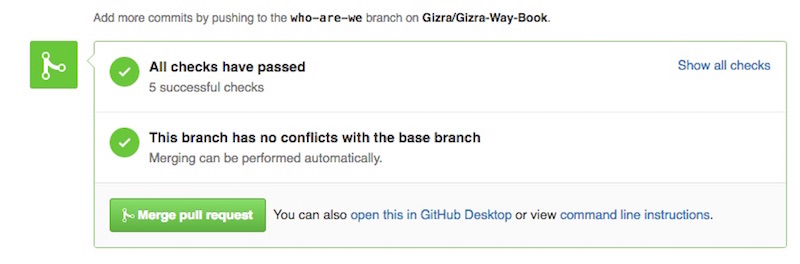 Add more commits by pushing to the who-are-we branch on Gizra/Gizra-Way-Book.
All checks have passed
Show all checks
5 successful checks
This branch has no conflicts with the base branch
Merging can be performed automatically.
Merge pull request You can also open this in GitHub Desktop or view command line instructions.